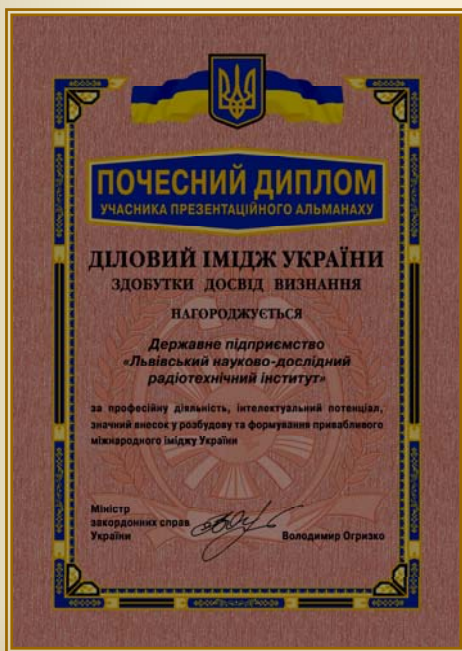 ПОЧЕСНИЙ ДИПЛОМ
УЧАСНИКА ПРЕЗЕНТАЦІЙНОГО АЛЬМАНАХУ
ДІЛОВИЙ ІМІДЖ УКРАЇНИ
ЗДОБУТКИ ДОСВІД ВИЗНАННЯ
НАГОРОДЖУЄТЬСЯ
Державне підприємство
«Львівський науково-дослідний
радіотехнічний інститут»
за професійну діяльність, інтелектуальний потенціал,
значний внесок у розбудову та формування привабливого
міжнародного іміджу України
Міністр
закордонних справ
України
Володимир Огризко